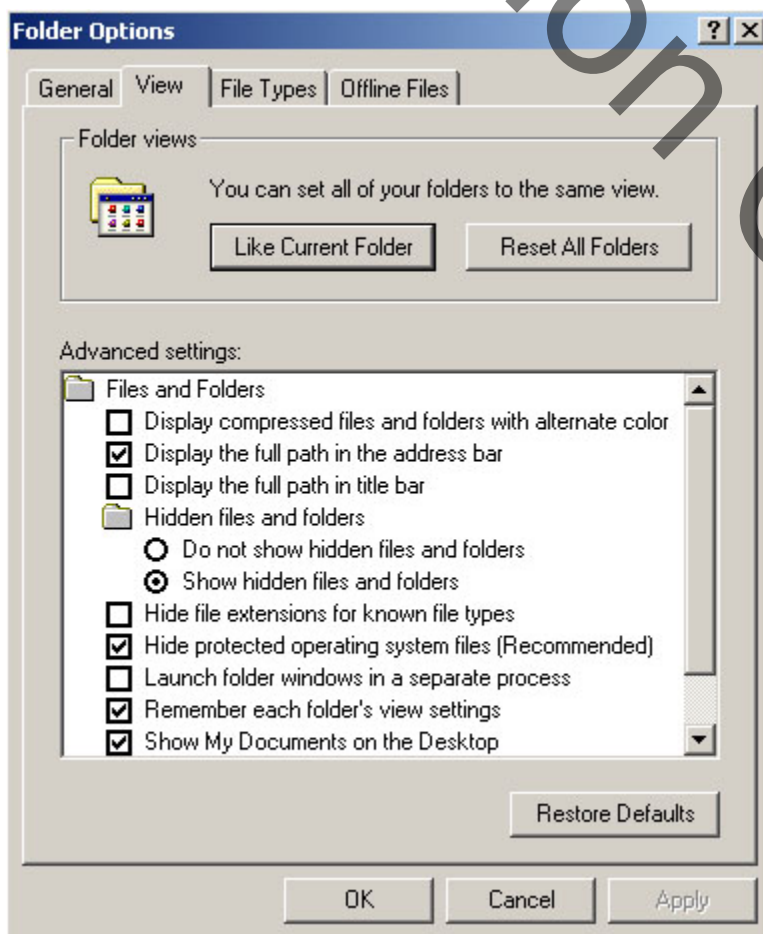 Folder Options
General View File Types Offline Files
Folder views
You can set all of your folders to the same view.
Like Current Folder Reset All Folders
Advanced settings:
Files and Folders
Display compressed files and folders with alternate color
Display the full path in the address bar
Display the full path in title bar
Hidden files and folders
Do not show hidden files and folders
Show hidden files and folders
Hide file extensions for known file types
Hide protected operating system files (Recommended)
Launch folder windows in a separate process
Remember each folder's view settings
Show My Documents on the Desktop
Restore Defaults
OK Cancel Apply